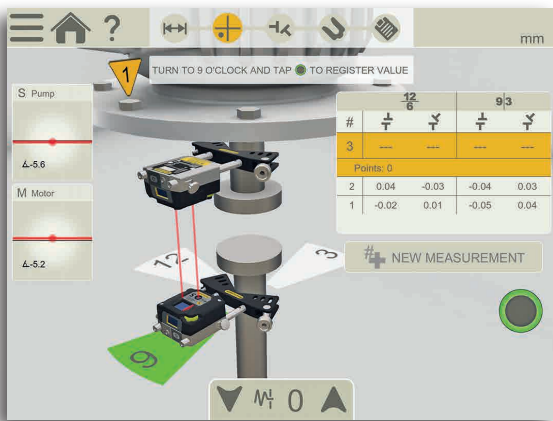 ?
mm
1
TURN TO 9 O'CLOCK AND TAP TO REGISTER VALUE
S Pump
∡-5.6
M Motor
∡-5.2
12
6
9|3
#
3 --- --- --- ---
Points: 0
2 0.04 -0.03 -0.04 0.03
1 -0.02 0.01 -0.05 0.04
# NEW MEASUREMENT
12
3
9
0